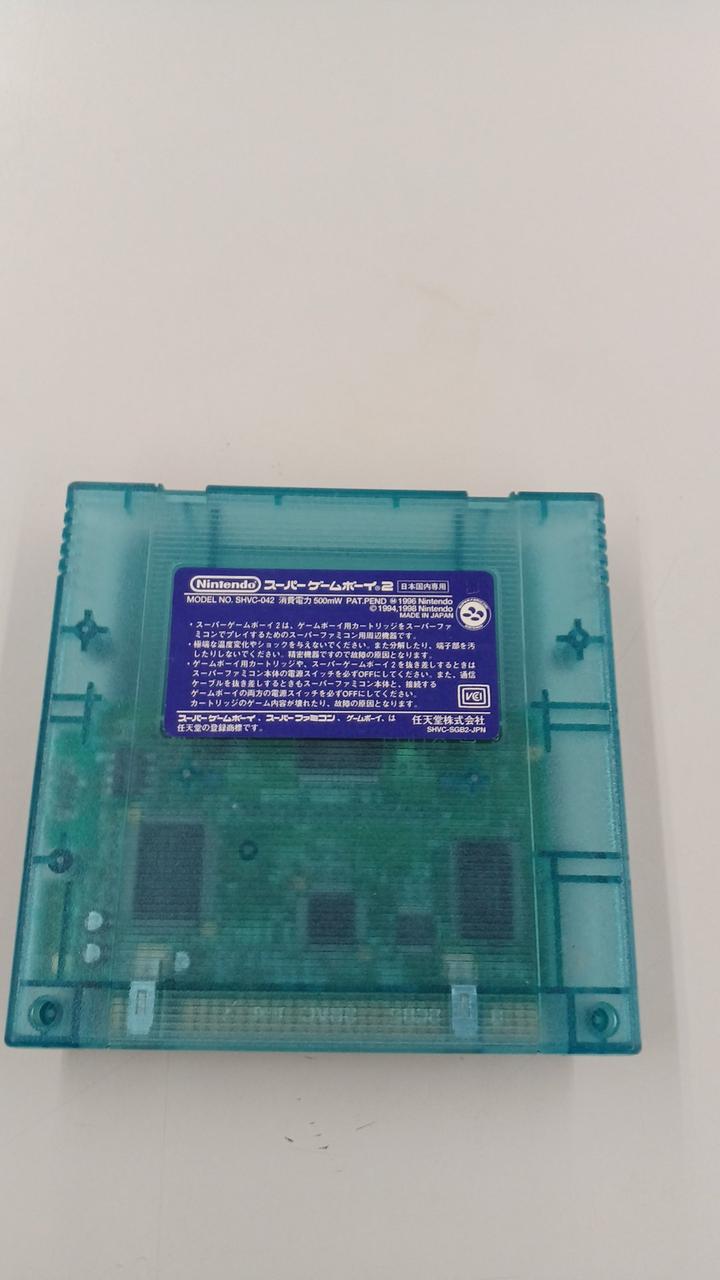 Nintendo スーパーゲームボーイ®2 日本国内専用
MODEL NO. SHVC-042 消費電力 500mW PAT.PEND Ⓜ 1996 Nintendo
©1994,1998 Nintendo
MADE IN JAPAN
・スーパーゲームボーイ2は、ゲームボーイ用カートリッジをスーパーファ
ミコンでプレイするためのスーパーファミコン用周辺機器です。
・極端な温度変化やショックを与えないでください。また分解したり、端子部を汚
したりしないでください。精密機器ですので故障の原因となります。
・ゲームボーイ用カートリッジや、スーパーゲームボーイ2を抜き差しするときは
スーパーファミコン本体の電源スイッチを必ずOFFにしてください。また、通信
ケーブルを抜き差しするときもスーパーファミコン本体と、接続する
ゲームボーイの両方の電源スイッチを必ずOFFにしてください。
カートリッジのゲーム内容が壊れたり、故障の原因となります。
VCI
スーパーゲームボーイ、スーパーファミコン、ゲームボーイ、は
任天堂の登録商標です。
任天堂株式会社
SHVC-SGB2-JPN